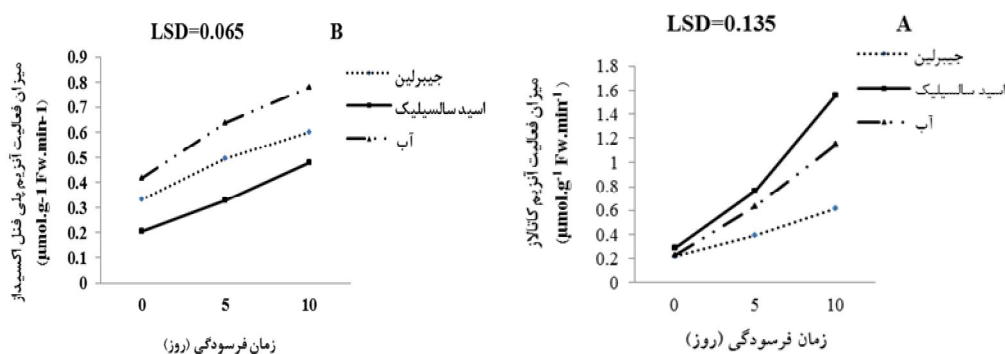 LSD=0.135 A
میزان فعالیت آنزیم کاتالاز
(µmol.g⁻¹ Fw.min⁻¹)
1.8
1.6
1.4
1.2
1
0.8
0.6
0.4
0.2
0
0 5 10
زمان فرسودگی (روز)
جیبرلین
اسید سالسیلیک
آب
LSD=0.065 B
میزان فعالیت آنزیم پلی فنل اکسیداز
(µmol.g-1 Fw.min-1)
0.9
0.8
0.7
0.6
0.5
0.4
0.3
0.2
0.1
0
0 5 10
زمان فرسودگی (روز)
جیبرلین
اسید سالسیلیک
آب